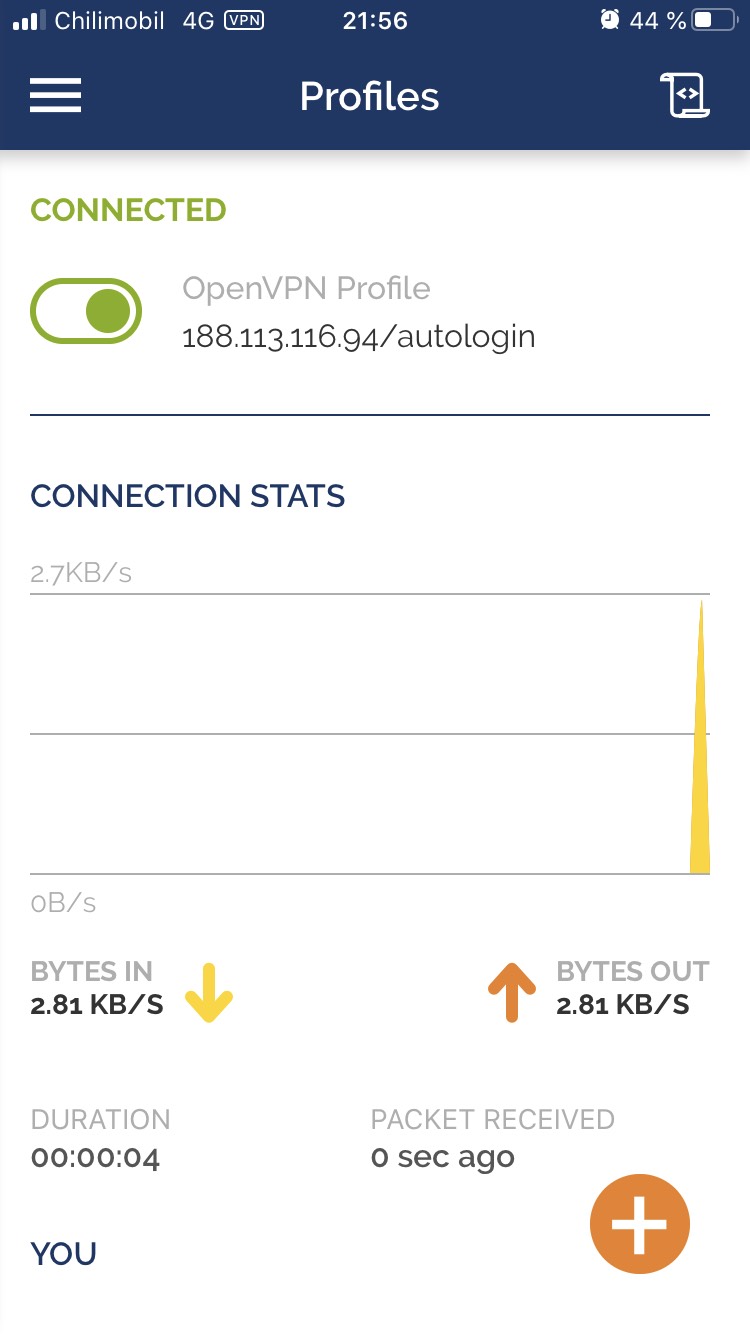 Chilimobil 4G VPN 21:56 44 %
Profiles
CONNECTED
OpenVPN Profile
188.113.116.94/autologin
CONNECTION STATS
2.7KB/s
0B/s
BYTES IN BYTES OUT
2.81 KB/S 2.81 KB/S
DURATION PACKET RECEIVED
00:00:04 0 sec ago
YOU